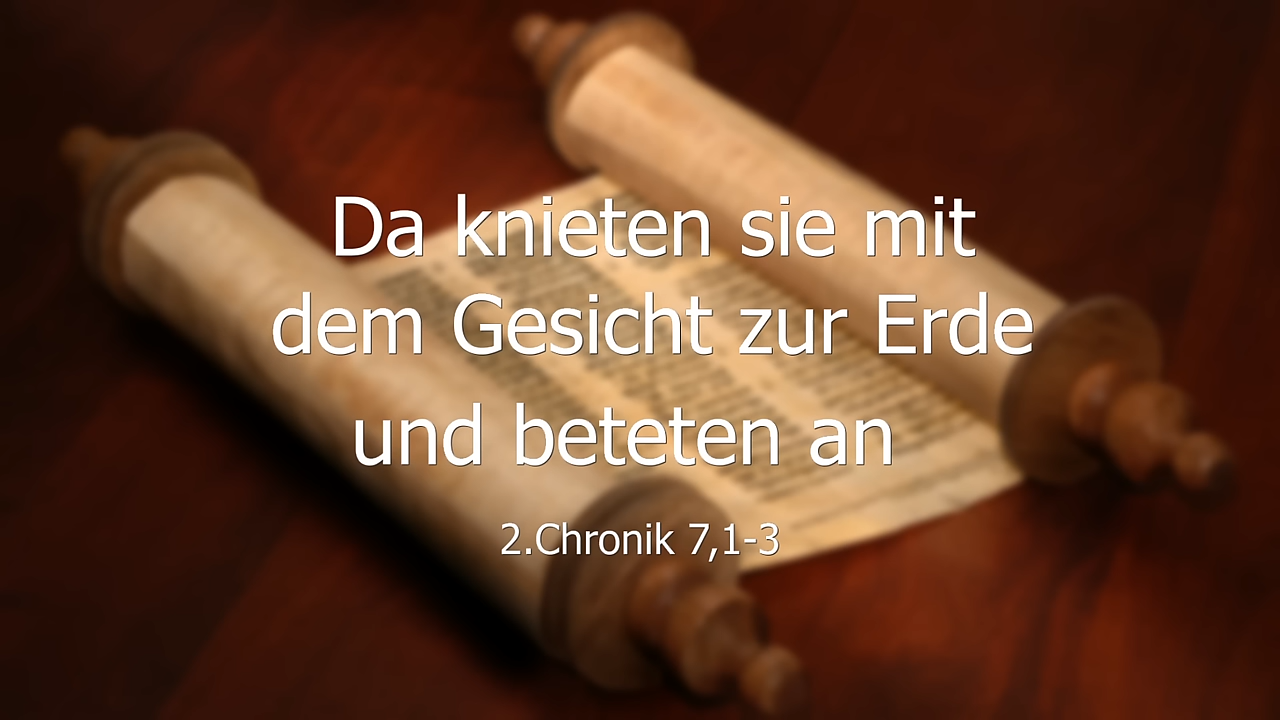 Da knieten sie mit
dem Gesicht zur Erde
und beteten an
2.Chronik 7,1-3